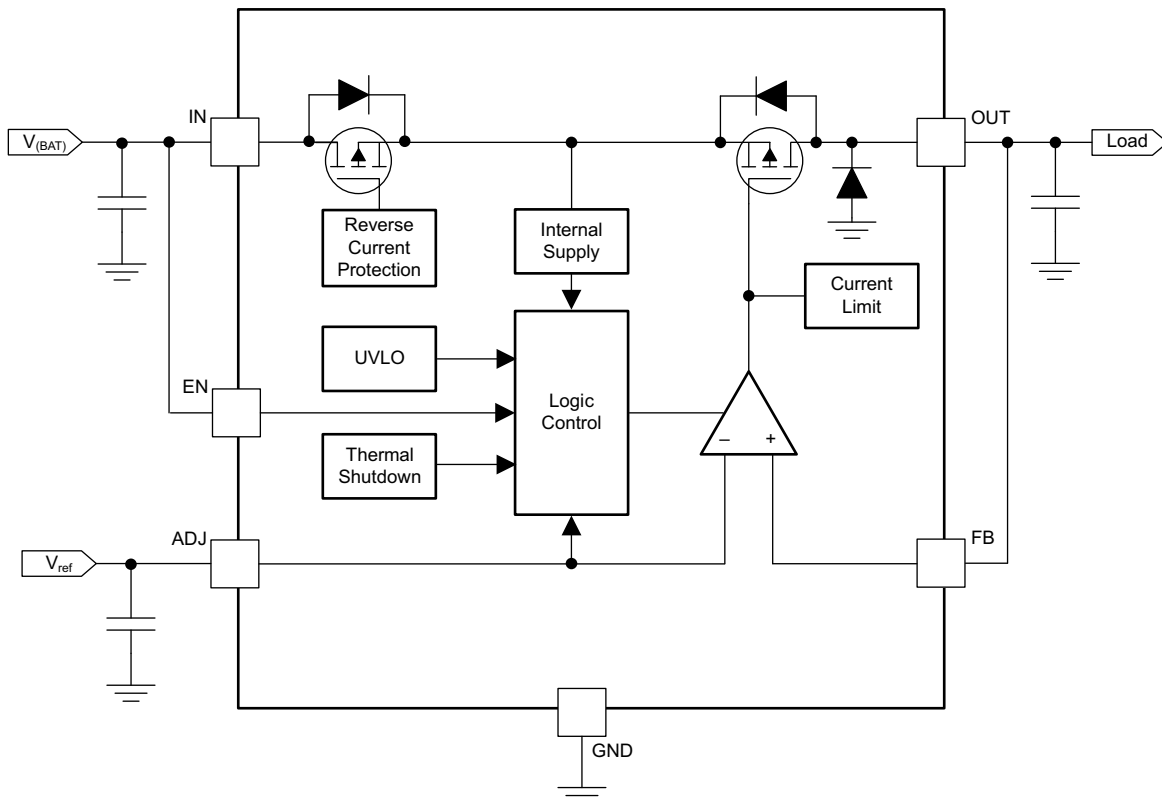 IN
OUT
V(BAT)
Load
Reverse
Current
Protection
Internal
Supply
Current
Limit
UVLO
EN
Logic
Control
– +
Thermal
Shutdown
ADJ
FB
Vref
GND